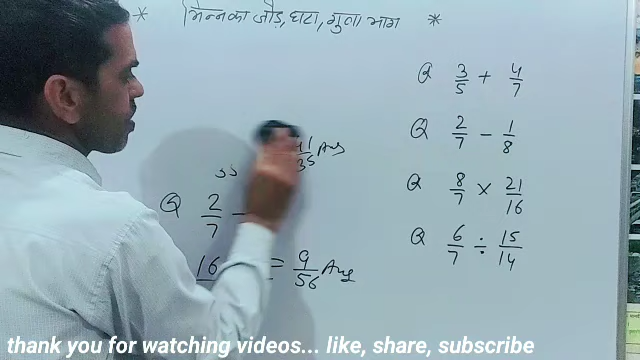 * भिन्न का जोड़, घटा, गुणा भाग *
Q 3/5 + 4/7
Q 2/7 - 1/8
Q 8/7 × 21/16
Q 6/7 ÷ 15/14
41/35 Ans
35
Q 2/7 -
16 = 9/56 Ans
thank you for watching videos... like, share, subscribe